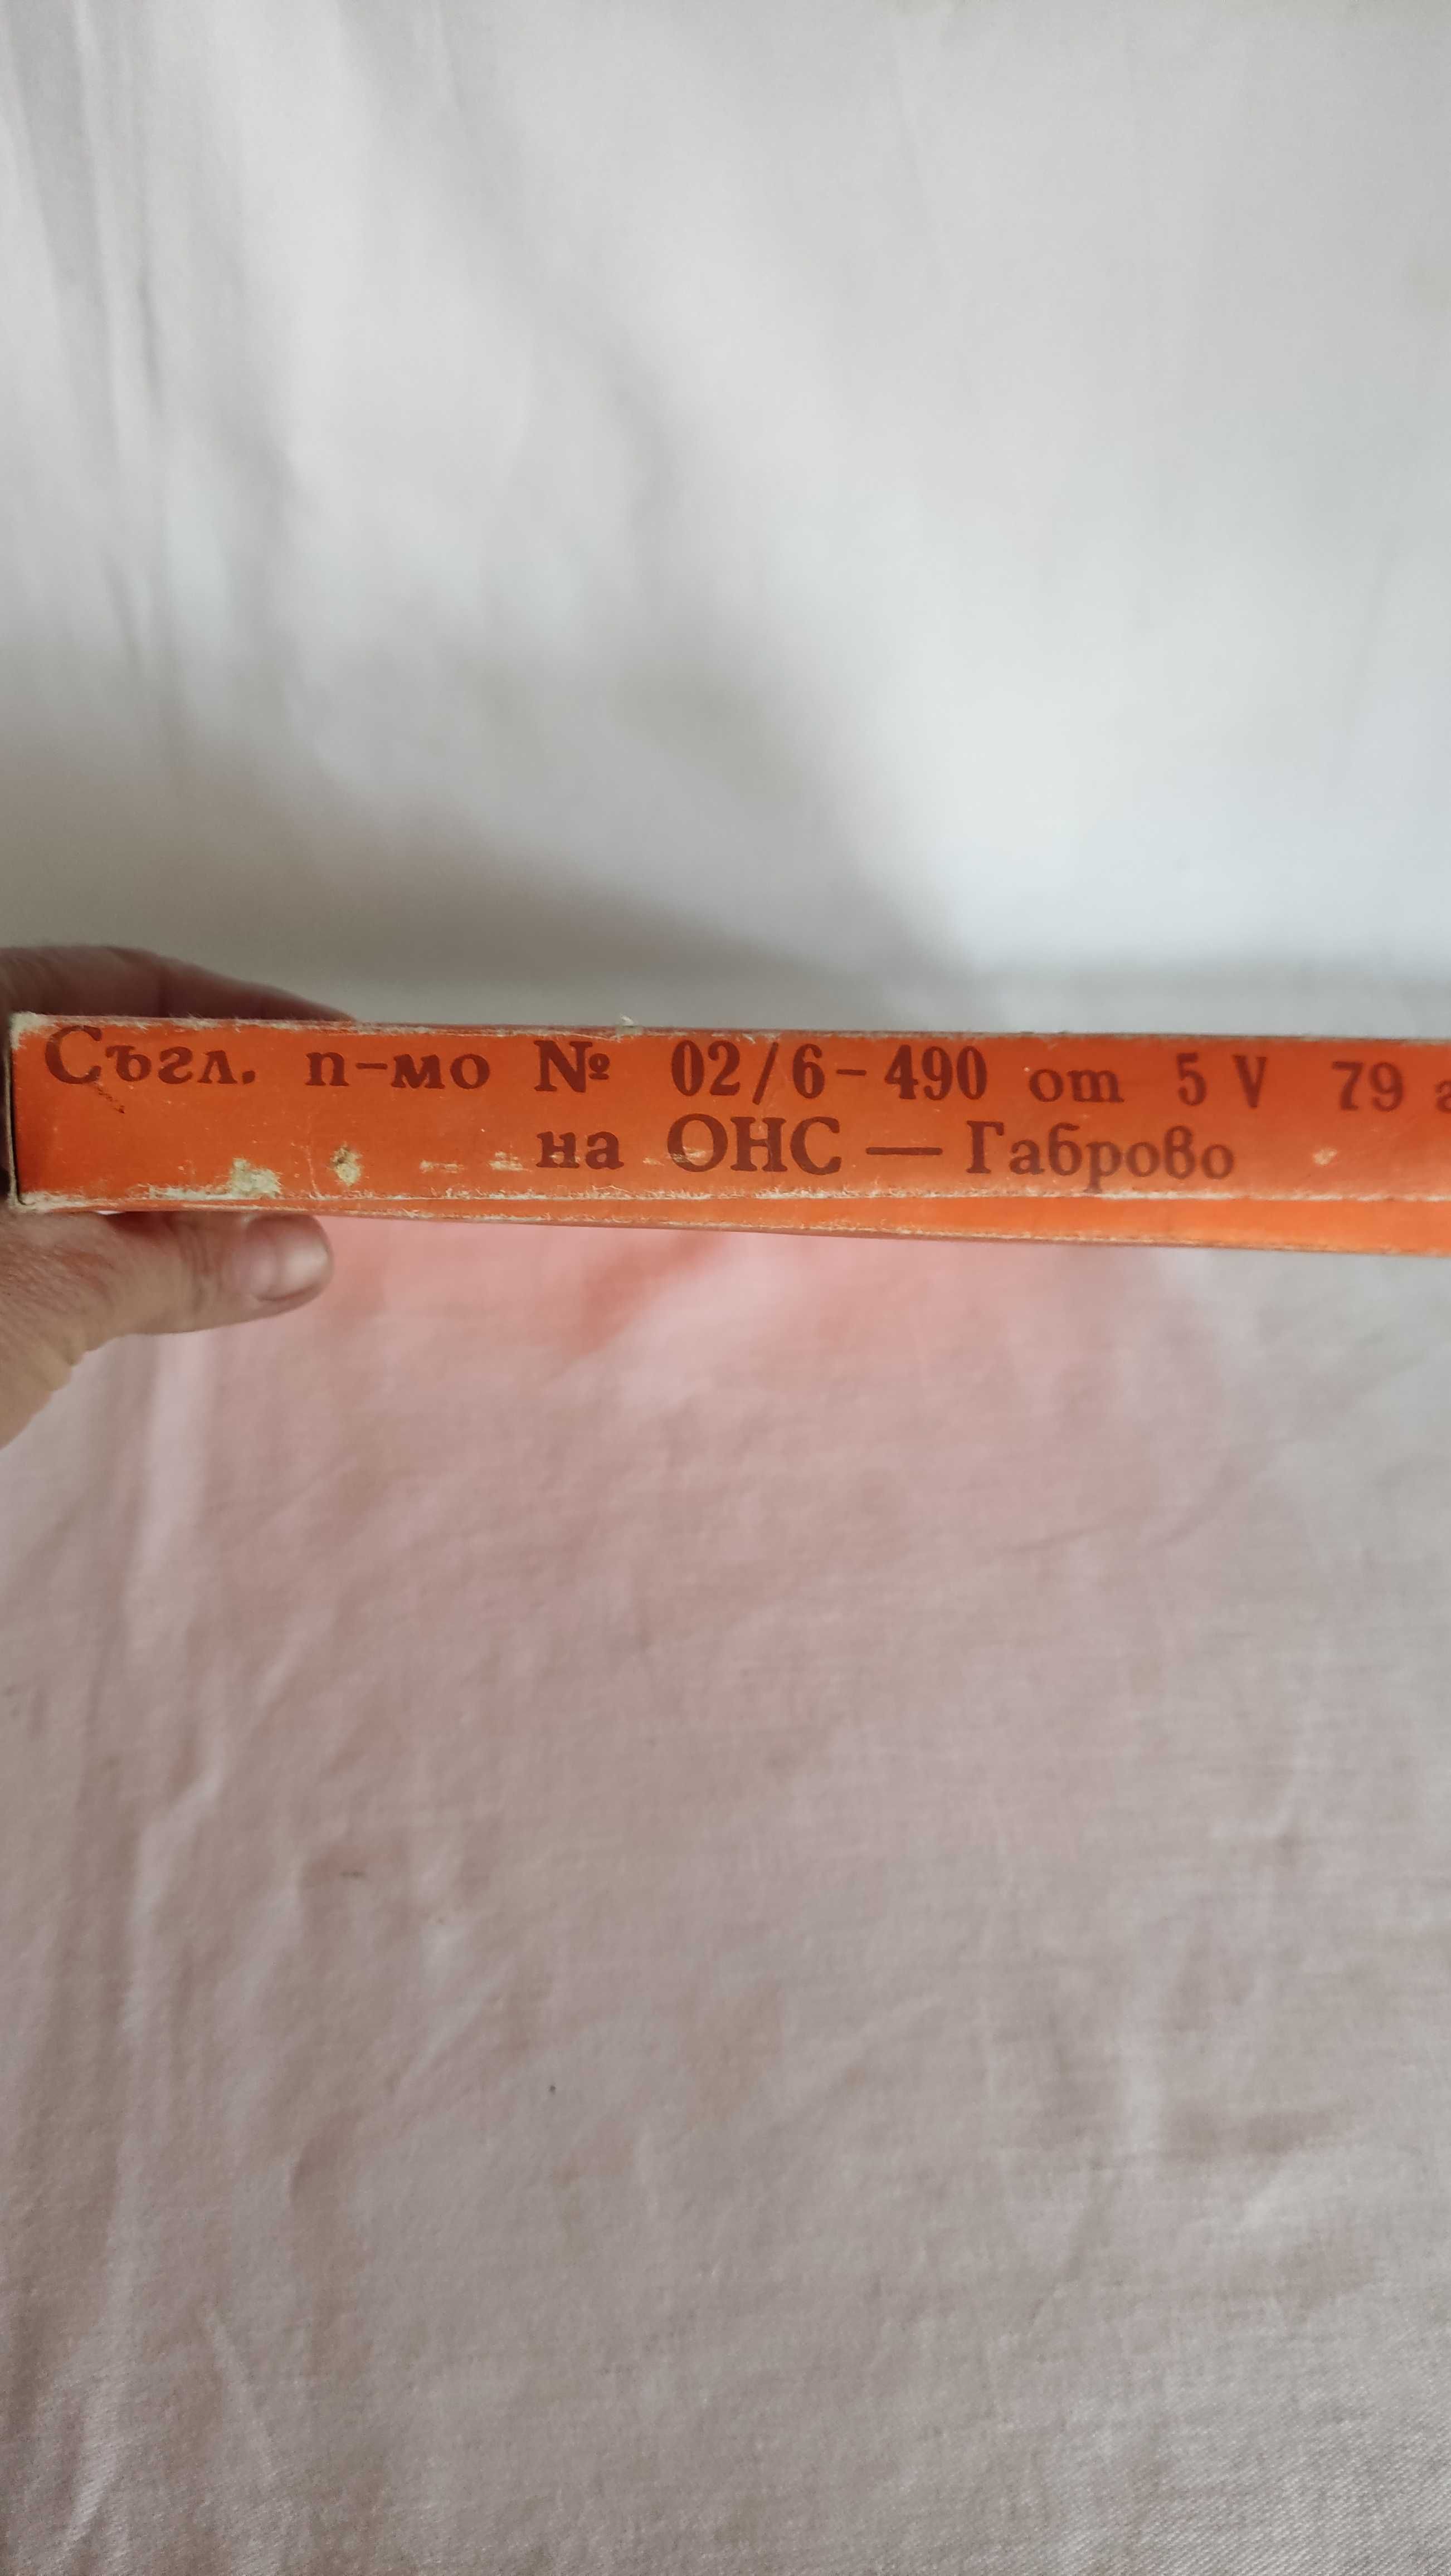 Съгл. п-мо № 02/6-490 от 5 V 79 г
на ОНС — Габрово